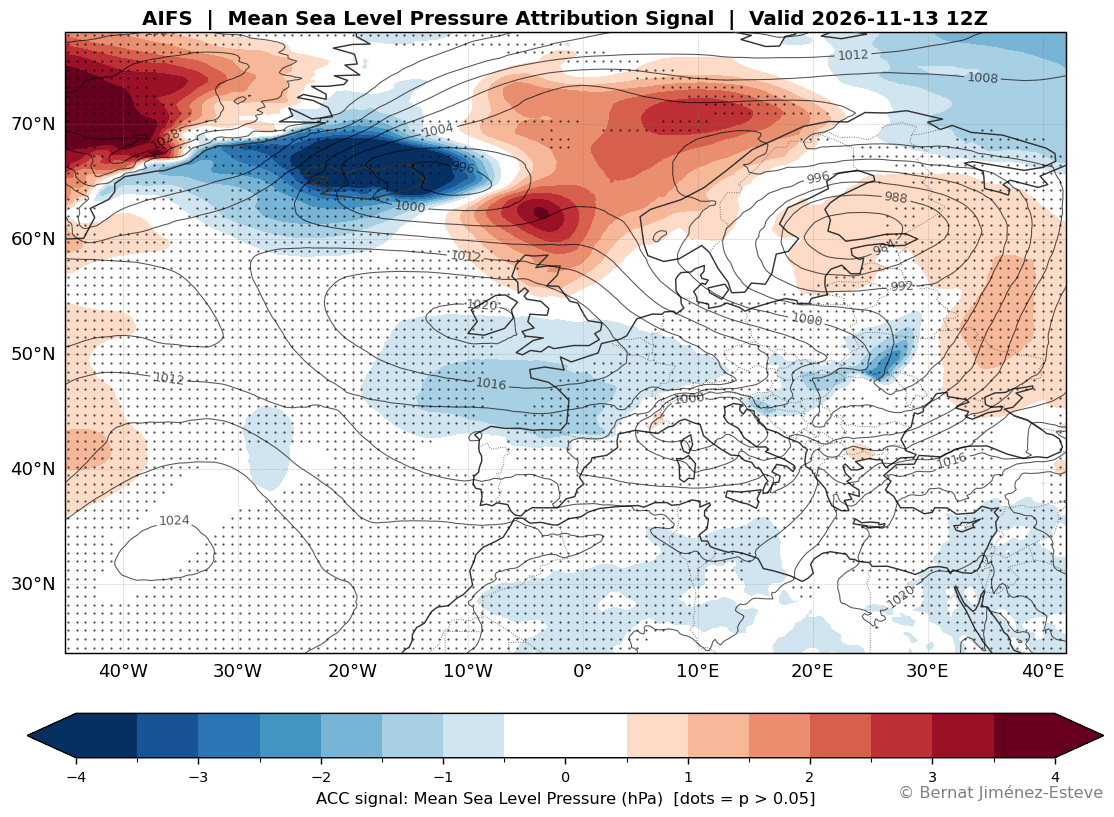 AIFS | Mean Sea Level Pressure Attribution Signal | Valid 2026-11-13 12Z
1012
1008
70°N
1028
1004
996
996
1000
988
60°N
984
1012
992
1020
1000
50°N
1012
1016
1000
40°N
1016
1024
30°N
1020
40°W 30°W 20°W 10°W 0° 10°E 20°E 30°E 40°E
−4 −3 −2 −1 0 1 2 3 4
ACC signal: Mean Sea Level Pressure (hPa) [dots = p > 0.05]
© Bernat Jiménez-Esteve